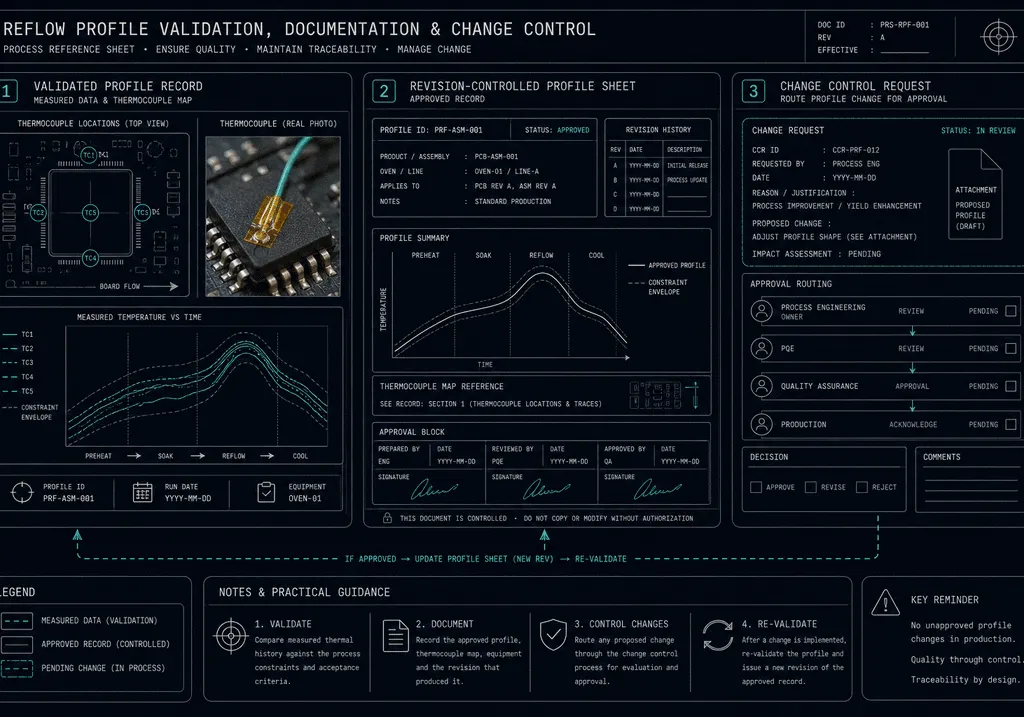 REFLOW PROFILE VALIDATION, DOCUMENTATION & CHANGE CONTROL
PROCESS REFERENCE SHEET • ENSURE QUALITY • MAINTAIN TRACEABILITY • MANAGE CHANGE
DOC ID : PRS-RPF-001
REV : A
EFFECTIVE :
1 VALIDATED PROFILE RECORD
MEASURED DATA & THERMOCOUPLE MAP
THERMOCOUPLE LOCATIONS (TOP VIEW)
THERMOCOUPLE (REAL PHOTO)
TC1
TC2
TC5
TC3
TC4
BOARD FLOW
MEASURED TEMPERATURE VS TIME
TC1
TC2
TC3
TC4
TC5
CONSTRAINT
ENVELOPE
PREHEAT → SOAK → REFLOW → COOL
PROFILE ID
PRF-ASM-001
RUN DATE
YYYY-MM-DD
EQUIPMENT
OVEN-01
2 REVISION-CONTROLLED PROFILE SHEET
APPROVED RECORD
PROFILE ID: PRF-ASM-001
STATUS: APPROVED
PRODUCT / ASSEMBLY : PCB-ASM-001
OVEN / LINE : OVEN-01 / LINE-A
APPLIES TO : PCB REV A, ASM REV A
NOTES : STANDARD PRODUCTION
REVISION HISTORY
REV DATE DESCRIPTION
A YYYY-MM-DD INITIAL RELEASE
B YYYY-MM-DD PROCESS UPDATE
C YYYY-MM-DD
D YYYY-MM-DD
PROFILE SUMMARY
PREHEAT SOAK REFLOW COOL
APPROVED PROFILE
CONSTRAINT
ENVELOPE
TEMPERATURE
TIME
THERMOCOUPLE MAP REFERENCE
SEE RECORD: SECTION 1 (THERMOCOUPLE LOCATIONS & TRACES)
APPROVAL BLOCK
PREPARED BY DATE REVIEWED BY DATE APPROVED BY DATE
ENG YYYY-MM-DD PQE YYYY-MM-DD QA YYYY-MM-DD
SIGNATURE SIGNATURE SIGNATURE
THIS DOCUMENT IS CONTROLLED • DO NOT COPY OR MODIFY WITHOUT AUTHORIZATION
3 CHANGE CONTROL REQUEST
ROUTE PROFILE CHANGE FOR APPROVAL
CHANGE REQUEST
STATUS: IN REVIEW
CCR ID : CCR-PRF-012
REQUESTED BY : PROCESS ENG
DATE : YYYY-MM-DD
REASON / JUSTIFICATION :
PROCESS IMPROVEMENT / YIELD ENHANCEMENT
PROPOSED CHANGE :
ADJUST PROFILE SHAPE (SEE ATTACHMENT)
IMPACT ASSESSMENT : PENDING
ATTACHMENT
PROPOSED
PROFILE
(DRAFT)
APPROVAL ROUTING
PROCESS ENGINEERING
OWNER
REVIEW PENDING
PQE REVIEW PENDING
QUALITY ASSURANCE APPROVAL PENDING
PRODUCTION ACKNOWLEDGE PENDING
DECISION
APPROVE REVISE REJECT
COMMENTS
IF APPROVED → UPDATE PROFILE SHEET (NEW REV) → RE-VALIDATE
LEGEND
MEASURED DATA (VALIDATION)
APPROVED RECORD (CONTROLLED)
PENDING CHANGE (IN PROCESS)
NOTES & PRACTICAL GUIDANCE
1. VALIDATE
Compare measured thermal
history against the process
constraints and acceptance
criteria.
2. DOCUMENT
Record the approved profile,
thermocouple map, equipment
and the revision that
produced it.
3. CONTROL CHANGES
Route any proposed change
through the change control
process for evaluation and
approval.
4. RE-VALIDATE
After a change is implemented,
re-validate the profile and
issue a new revision of the
approved record.
KEY REMINDER
No unapproved profile
changes in production.
Quality through control.
Traceability by design.